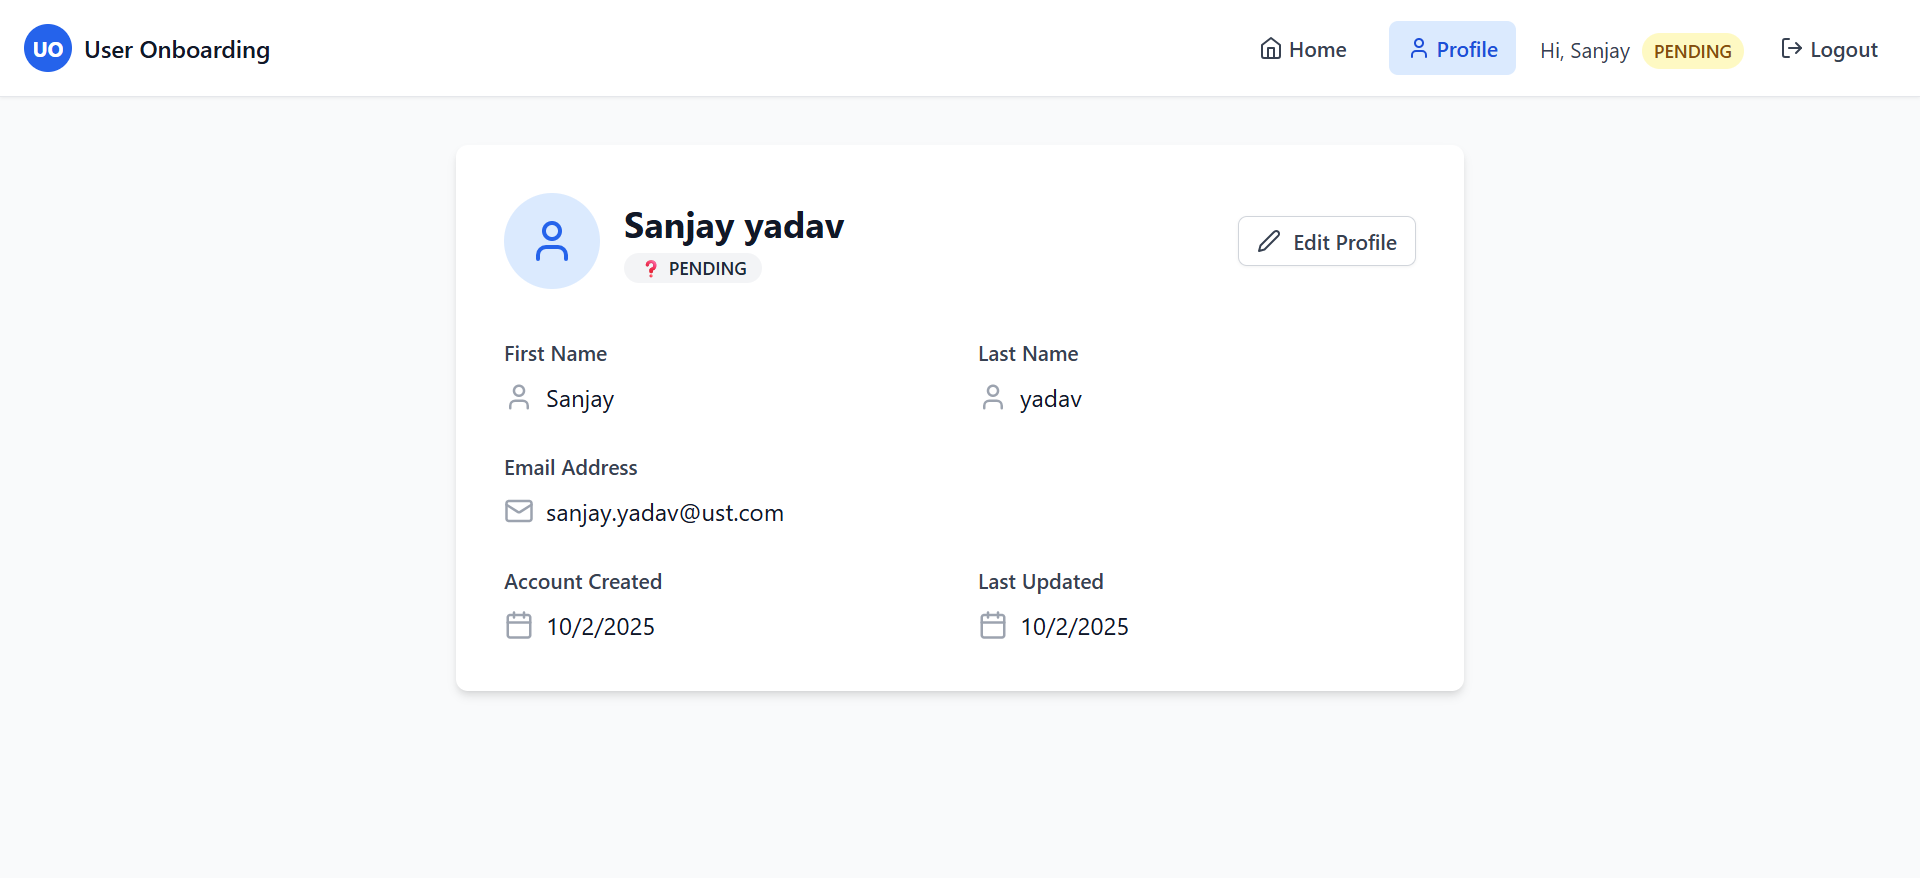 UO User Onboarding Home Profile Hi, Sanjay PENDING Logout
Sanjay yadav
❓ PENDING
Edit Profile
First Name Last Name
Sanjay yadav
Email Address
sanjay.yadav@ust.com
Account Created Last Updated
10/2/2025 10/2/2025